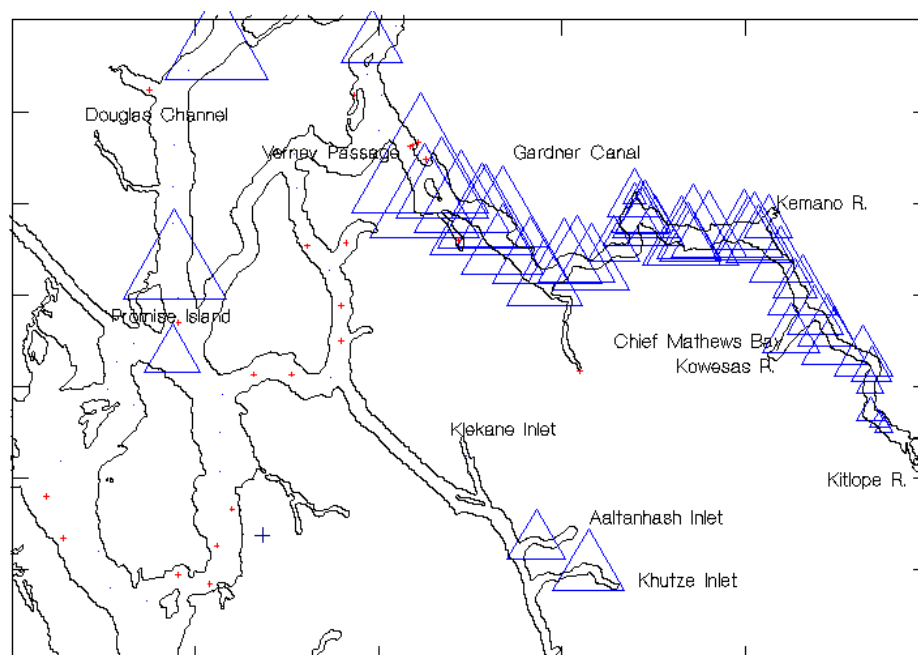 Douglas Channel
Verney Passage
Gardner Canal
Kemano R.
Promise Island
Chief Mathews Bay
Kowesas R.
Klekane Inlet
Kitlope R.
Aaltanhash Inlet
Khutze Inlet